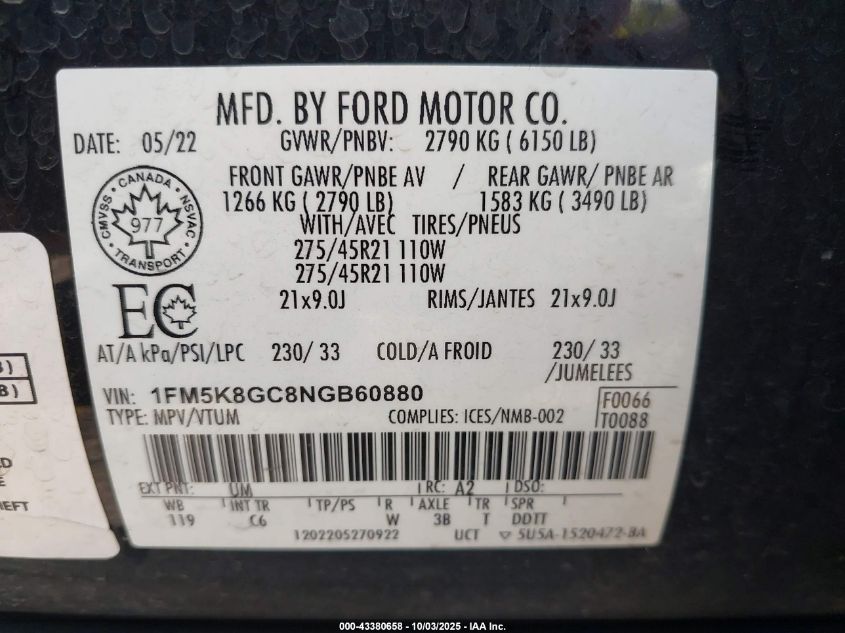 MFD. BY FORD MOTOR CO.
DATE: 05/22 GVWR/PNBV: 2790 KG ( 6150 LB)
FRONT GAWR/PNBE AV / REAR GAWR/ PNBE AR
1266 KG ( 2790 LB) 1583 KG ( 3490 LB)
WITH/AVEC TIRES/PNEUS
275/45R21 110W
275/45R21 110W
21x9.0J RIMS/JANTES 21x9.0J
CANADA
CMVSS NSVAC
977
TRANSPORT
EC
AT/A kPa/PSI/LPC 230/ 33 COLD/A FROID 230/ 33
/JUMELEES
VIN: 1FM5K8GC8NGB60880
TYPE: MPV/VTUM COMPLIES: ICES/NMB-002
F0066
T0088
EXT PNT: UM RC: A2 DSO:
WB INT TR TP/PS R AXLE TR SPR
119 C6 W 3B T DDTT
1202205270922 UCT 5U5A-1520472-BA
)
B)
D
E
HEFT
000-43380658 - 10/03/2025 - IAA Inc.